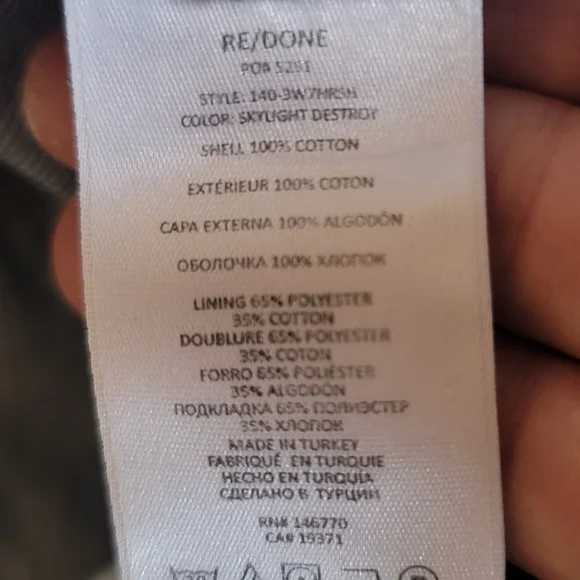 RE/DONE
PO# 5251
STYLE: 140-3W7HRSH
COLOR: SKYLIGHT DESTROY
SHELL 100% COTTON
EXTÉRIEUR 100% COTON
CAPA EXTERNA 100% ALGODÓN
ОБОЛОЧКА 100% ХЛОПОК
LINING 65% POLYESTER
35% COTTON
DOUBLURE 65% POLYESTER
35% COTON
FORRO 65% POLIÉSTER
35% ALGODÓN
ПОДКЛАДКА 65% ПОЛИЭСТЕР
35% ХЛОПОК
MADE IN TURKEY
FABRIQUÉ EN TURQUIE
HECHO EN TURQUÍA
СДЕЛАНО В ТУРЦИИ
RN# 146770
CA# 19371